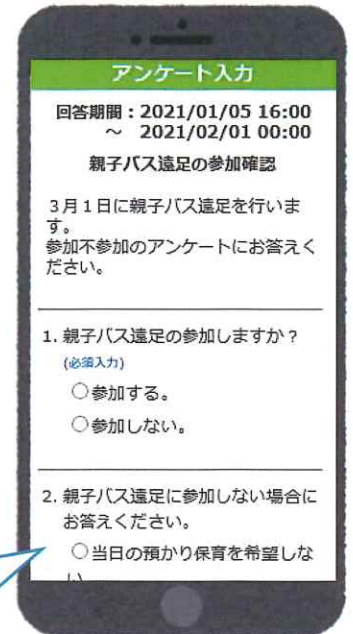 アンケート入力
回答期間：2021/01/05 16:00
～ 2021/02/01 00:00
親子バス遠足の参加確認
３月１日に親子バス遠足を行いま
す。
参加不参加のアンケートにお答えく
ださい。
1. 親子バス遠足の参加しますか？
(必須入力)
○参加する。
○参加しない。
2. 親子バス遠足に参加しない場合に
お答えください。
○当日の預かり保育を希望しな
い